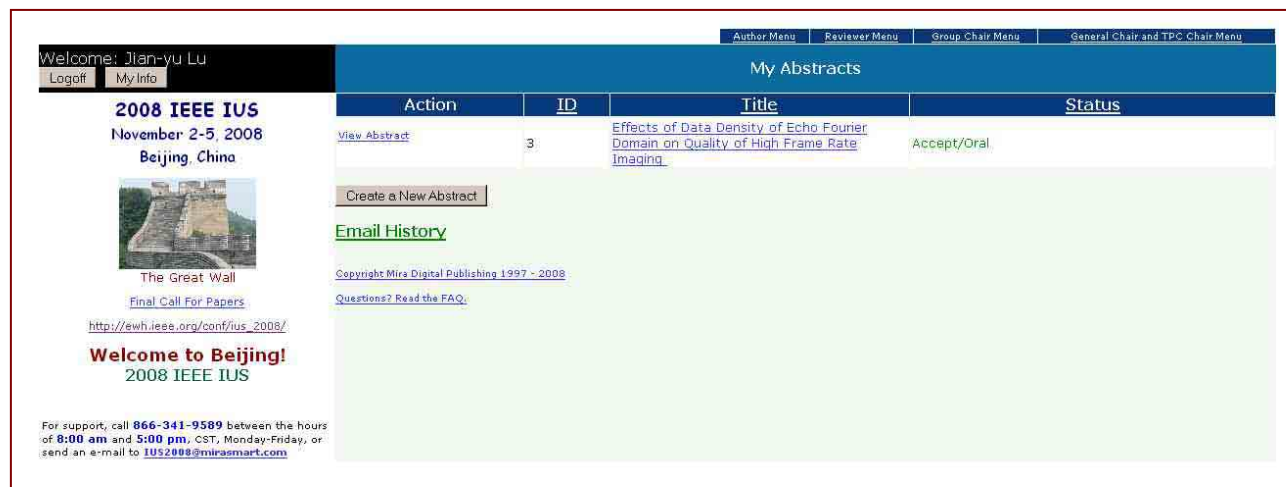 Author Menu Reviewer Menu Group Chair Menu General Chair and TPC Chair Menu
Welcome: Jian-yu Lu
Logoff My Info
My Abstracts
2008 IEEE IUS
November 2-5, 2008
Beijing, China
The Great Wall
Final Call For Papers
http://ewh.ieee.org/conf/ius_2008/
Welcome to Beijing!
2008 IEEE IUS
For support, call 866-341-9589 between the hours
of 8:00 am and 5:00 pm, CST, Monday-Friday, or
send an e-mail to IUS2008@mirasmart.com
Action ID Title Status
View Abstract 3 Effects of Data Density of Echo Fourier
Domain on Quality of High Frame Rate
Imaging
Accept/Oral
Create a New Abstract
Email History
Copyright Mira Digital Publishing 1997 - 2008
Questions? Read the FAQ.